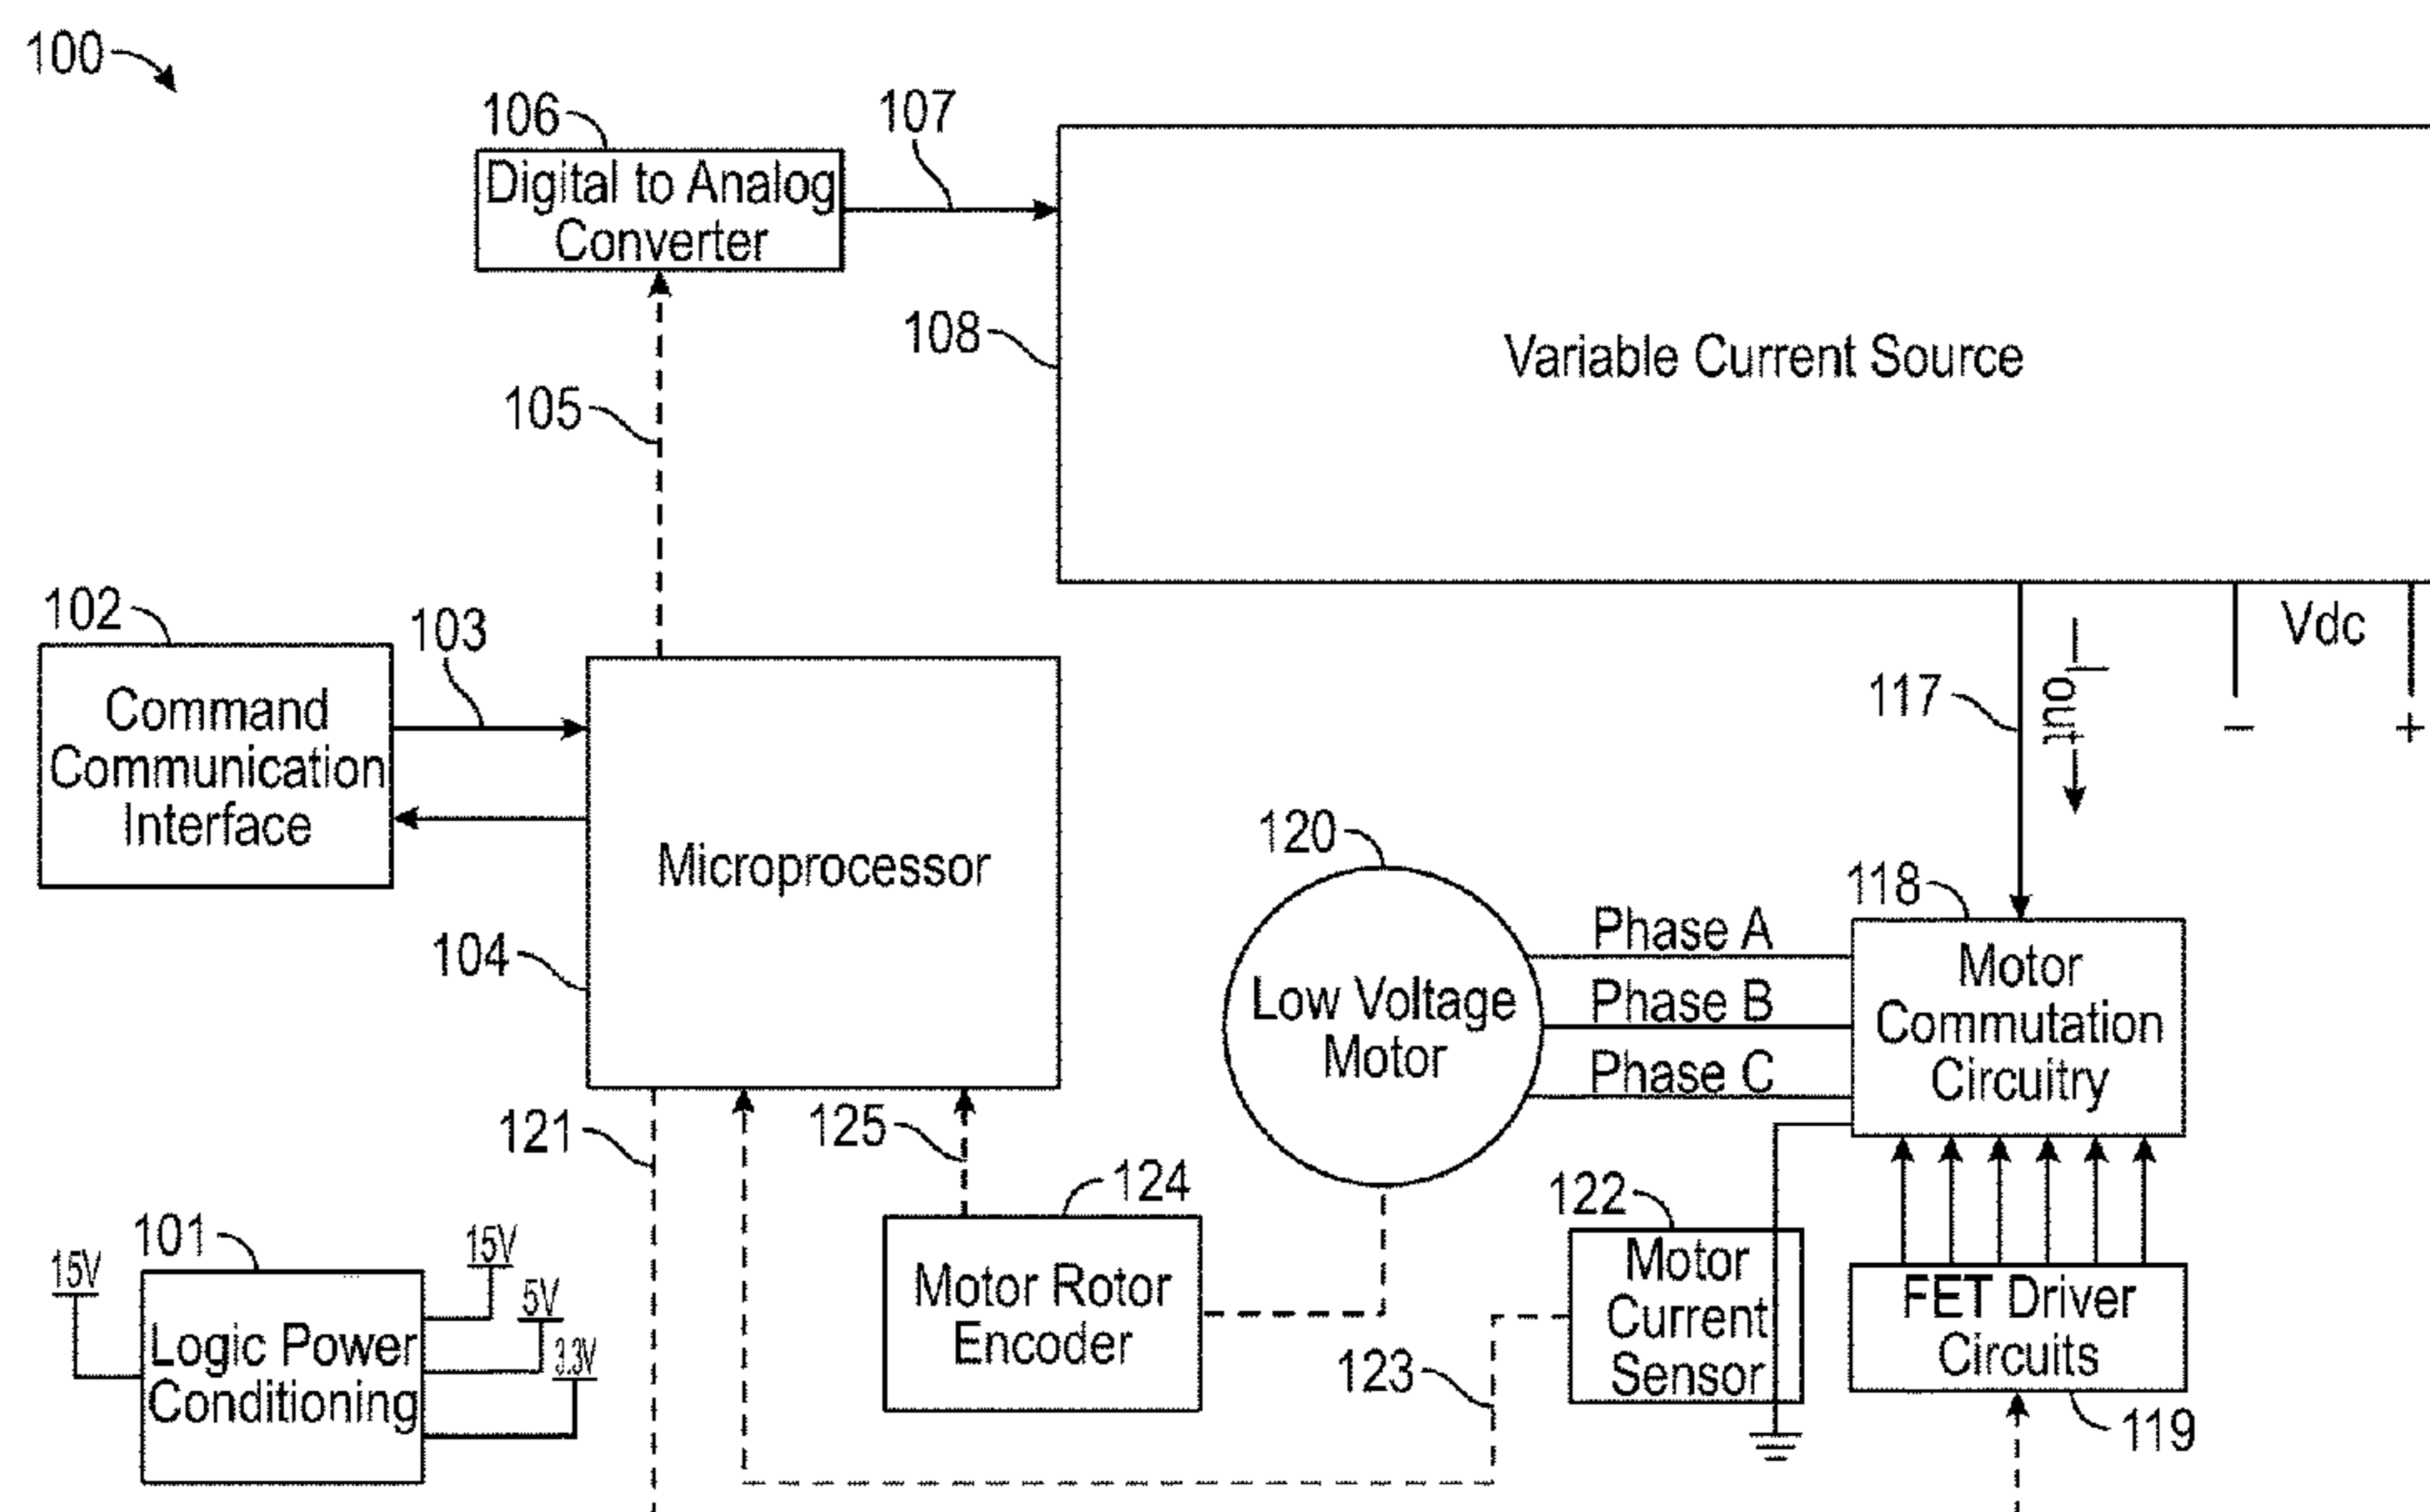 100
106
107
Digital to Analog
Converter
108
Variable Current Source
105
102
103
Command
Communication
Interface
Microprocessor
104
Vdc
117
I out
−
+
120
118
Phase A
Phase B
Phase C
Low Voltage
Motor
Motor
Commutation
Circuitry
121
125
124
122
101
15V
15V
5V
3.3V
Logic Power
Conditioning
Motor Rotor
Encoder
Motor
Current
Sensor
123
FET Driver
Circuits
119